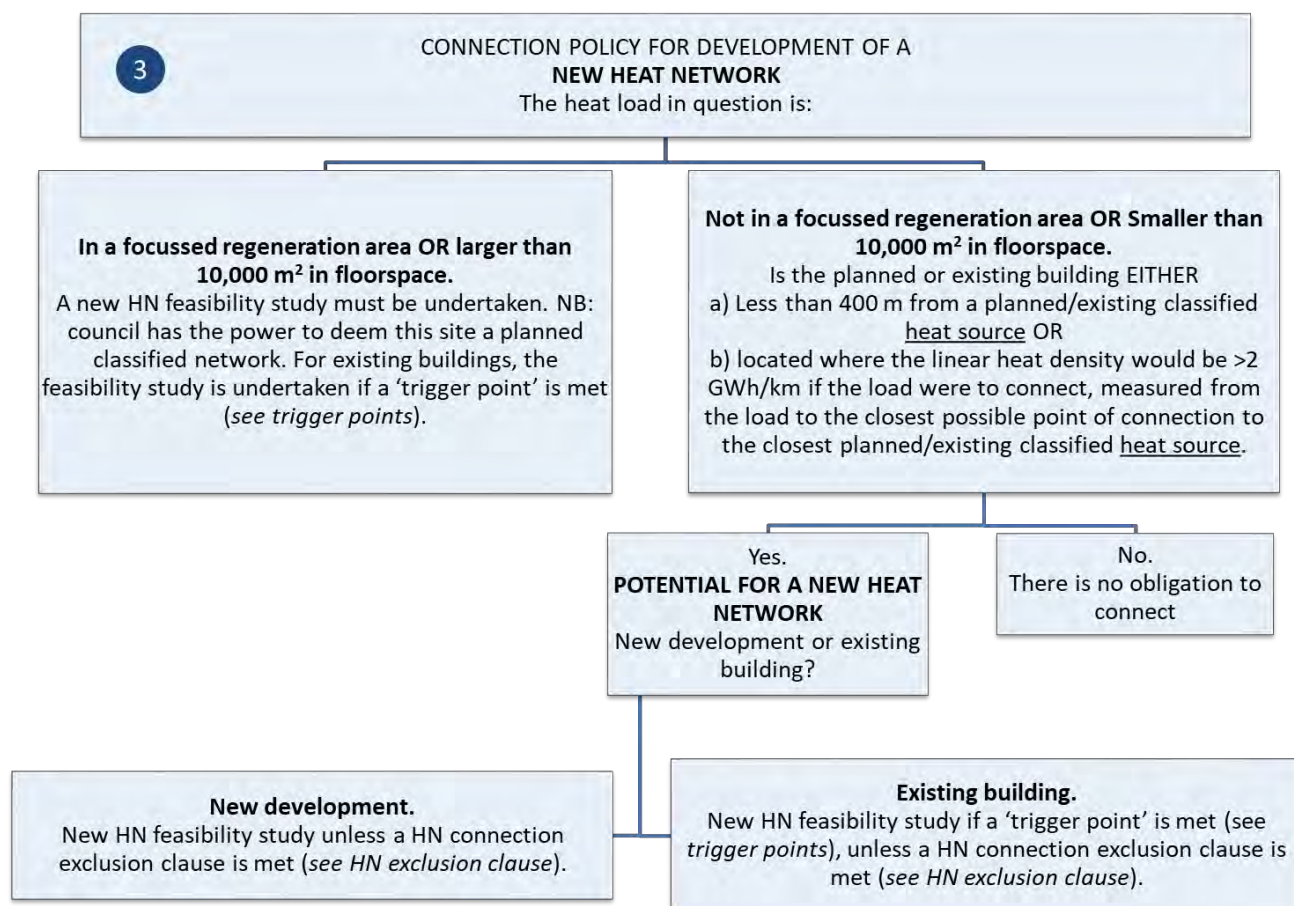 3
CONNECTION POLICY FOR DEVELOPMENT OF A
NEW HEAT NETWORK
The heat load in question is:
In a focussed regeneration area OR larger than
10,000 m² in floorspace.
A new HN feasibility study must be undertaken. NB:
council has the power to deem this site a planned
classified network. For existing buildings, the
feasibility study is undertaken if a ‘trigger point’ is met
(see trigger points).
Not in a focussed regeneration area OR Smaller than
10,000 m² in floorspace.
Is the planned or existing building EITHER
a) Less than 400 m from a planned/existing classified
heat source OR
b) located where the linear heat density would be >2
GWh/km if the load were to connect, measured from
the load to the closest possible point of connection to
the closest planned/existing classified heat source.
Yes.
POTENTIAL FOR A NEW HEAT
NETWORK
New development or existing
building?
No.
There is no obligation to
connect
New development.
New HN feasibility study unless a HN connection
exclusion clause is met (see HN exclusion clause).
Existing building.
New HN feasibility study if a ‘trigger point’ is met (see
trigger points), unless a HN connection exclusion clause is
met (see HN exclusion clause).